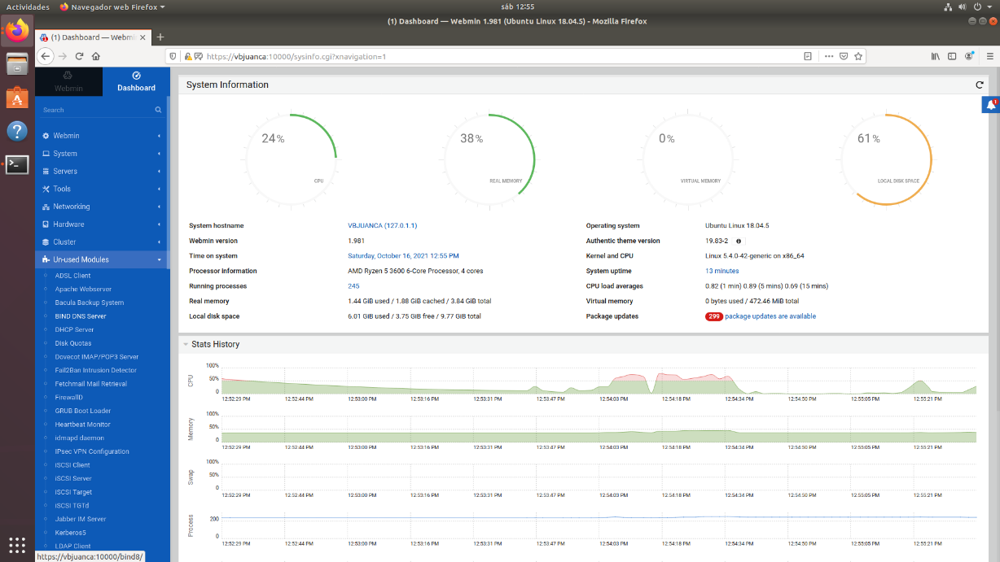 Actividades
Navegador web Firefox
sáb 12:55
(1) Dashboard — Webmin 1.981 (Ubuntu Linux 18.04.5) - Mozilla Firefox
(1) Dashboard — Webmi
https://vbjuanca:10000/sysinfo.cgi?xnavigation=1
Webmin
Dashboard
Search
Webmin
System
Servers
Tools
Networking
Hardware
Cluster
Un-used Modules
ADSL Client
Apache Webserver
Bacula Backup System
BIND DNS Server
DHCP Server
Disk Quotas
Dovecot IMAP/POP3 Server
Fail2Ban Intrusion Detector
Fetchmail Mail Retrieval
FirewallD
GRUB Boot Loader
Heartbeat Monitor
idmapd daemon
IPsec VPN Configuration
iSCSI Client
iSCSI Server
iSCSI Target
iSCSI TGTd
Jabber IM Server
Kerberos5
LDAP Client
https://vbjuanca:10000/bind8/
System Information
1
24%
CPU
38%
REAL MEMORY
0%
VIRTUAL MEMORY
61%
LOCAL DISK SPACE
System hostname VBJUANCA (127.0.1.1)
Operating system Ubuntu Linux 18.04.5
Webmin version 1.981
Authentic theme version 19.83-2
Time on system Saturday, October 16, 2021 12:55 PM
Kernel and CPU Linux 5.4.0-42-generic on x86_64
Processor information AMD Ryzen 5 3600 6-Core Processor, 4 cores
System uptime 13 minutes
Running processes 245
CPU load averages 0.82 (1 min) 0.89 (5 mins) 0.69 (15 mins)
Real memory 1.44 GiB used / 1.88 GiB cached / 3.84 GiB total
Virtual memory 0 bytes used / 472.46 MiB total
Local disk space 6.01 GiB used / 3.75 GiB free / 9.77 GiB total
Package updates 299 package updates are available
Stats History
CPU
100%
50%
0
12:52:29 PM 12:52:44 PM 12:53:00 PM 12:53:16 PM 12:53:31 PM 12:53:47 PM 12:54:03 PM 12:54:18 PM 12:54:34 PM 12:54:50 PM 12:55:05 PM 12:55:21 PM
Memory
100%
50%
0
12:52:29 PM 12:52:44 PM 12:53:00 PM 12:53:16 PM 12:53:31 PM 12:53:47 PM 12:54:03 PM 12:54:18 PM 12:54:34 PM 12:54:50 PM 12:55:05 PM 12:55:21 PM
Swap
100%
50%
0
12:52:29 PM 12:52:44 PM 12:53:00 PM 12:53:16 PM 12:53:31 PM 12:53:47 PM 12:54:03 PM 12:54:18 PM 12:54:34 PM 12:54:50 PM 12:55:05 PM 12:55:21 PM
Process
200
0
12:52:29 PM 12:52:44 PM 12:53:00 PM 12:53:16 PM 12:53:31 PM 12:53:47 PM 12:54:03 PM 12:54:18 PM 12:54:34 PM 12:54:50 PM 12:55:05 PM 12:55:21 PM